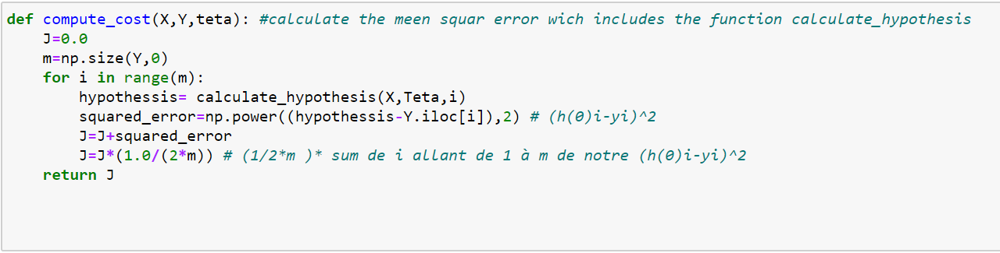 def compute_cost(X,Y,teta): #calculate the meen squar error wich includes the function calculate_hypothesis
    J=0.0
    m=np.size(Y,0)
    for i in range(m):
        hypothessis= calculate_hypothesis(X,Teta,i)
        squared_error=np.power((hypothessis-Y.iloc[i]),2) # (h(0)i-yi)^2
        J=J+squared_error
        J=J*(1.0/(2*m)) # (1/2*m )* sum de i allant de 1 à m de notre (h(0)i-yi)^2
    return J